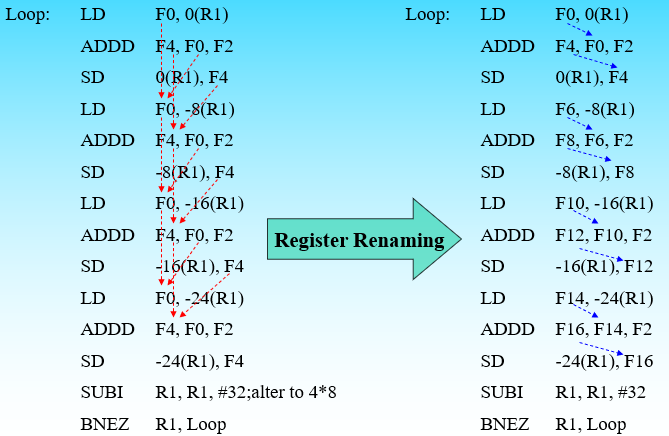 Loop: LD F0, 0(R1)
ADDD F4, F0, F2
SD 0(R1), F4
LD F0, -8(R1)
ADDD F4, F0, F2
SD -8(R1), F4
LD F0, -16(R1)
ADDD F4, F0, F2
SD -16(R1), F4
LD F0, -24(R1)
ADDD F4, F0, F2
SD -24(R1), F4
SUBI R1, R1, #32;alter to 4*8
BNEZ R1, Loop
Register Renaming
Loop: LD F0, 0(R1)
ADDD F4, F0, F2
SD 0(R1), F4
LD F6, -8(R1)
ADDD F8, F6, F2
SD -8(R1), F8
LD F10, -16(R1)
ADDD F12, F10, F2
SD -16(R1), F12
LD F14, -24(R1)
ADDD F16, F14, F2
SD -24(R1), F16
SUBI R1, R1, #32
BNEZ R1, Loop